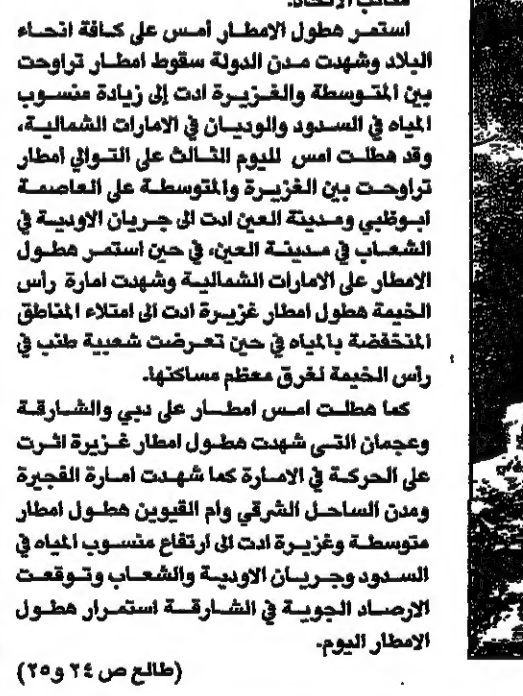 مكاتب الاتحاد:
استمر هطول الامطار أمس على كافة انحاء
البلاد وشهدت مدن الدولة سقوط امطار تراوحت
بين المتوسطة والغزيرة ادت إلى زيادة منسوب
المياه في السدود والوديان في الامارات الشمالية،
وقد هطلت امس لليوم الثالث على التوالي أمطار
تراوحت بين الغزيرة والمتوسطة على العاصمة
ابوظبي ومدينة العين ادت الى جريان الاودية في
الشعاب في مدينة العين، في حين استمر هطول
الامطار على الامارات الشمالية وشهدت امارة رأس
الخيمة هطول امطار غزيرة ادت الى امتلاء المناطق
المنخفضة بالمياه في حين تعرضت شعبية طنب في
رأس الخيمة لغرق معظم مساكنها.
كما هطلت امس امطار على دبي والشارقة
وعجمان التي شهدت هطول امطار غزيرة اثرت
على الحركة في الامارة كما شهدت امارة الفجيرة
ومدن الساحل الشرقي وام القيوين هطول امطار
متوسطة وغزيرة ادت الى ارتفاع منسوب المياه في
السدود وجريان الاودية والشعاب وتوقعت
الارصاد الجوية في الشارقة استمرار هطول
الامطار اليوم.
(طالع ص ٢٤ و٢٥)